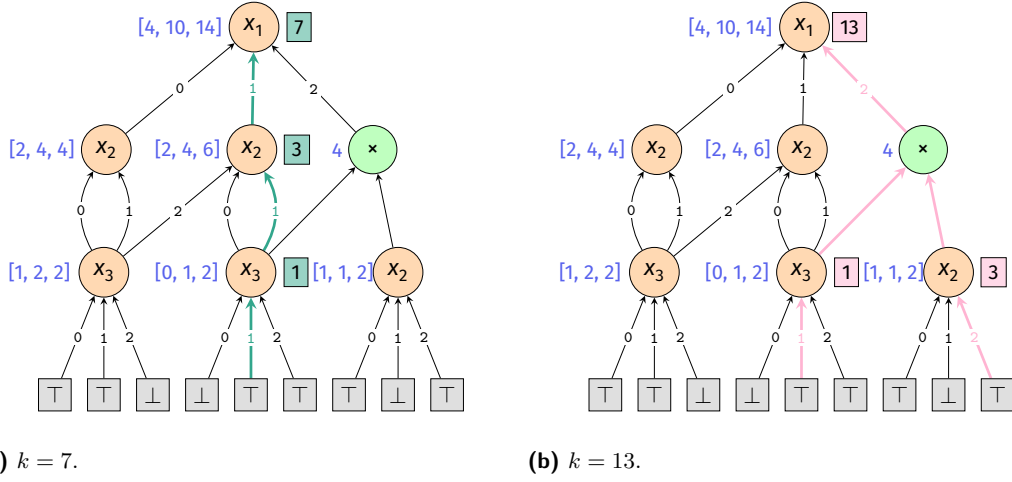 [4, 10, 14] x₁ 7 [4, 10, 14] x₁ 13
0 1 2 0 1 2
[2, 4, 4] x₂ [2, 4, 6] x₂ 3 4 × [2, 4, 4] x₂ [2, 4, 6] x₂ 4 ×
0 1 2 0 1 0 1 2 0 1
[1, 2, 2] x₃ [0, 1, 2] x₃ 1 [1, 1, 2] x₂ [1, 2, 2] x₃ [0, 1, 2] x₃ 1 [1, 1, 2] x₂ 3
0 1 2 0 1 2 0 1 2 0 1 2 0 1 2 0 1 2
⊤ ⊤ ⊥ ⊥ ⊤ ⊤ ⊤ ⊥ ⊤ ⊤ ⊤ ⊥ ⊥ ⊤ ⊤ ⊤ ⊥ ⊤
) k = 7. (b) k = 13.